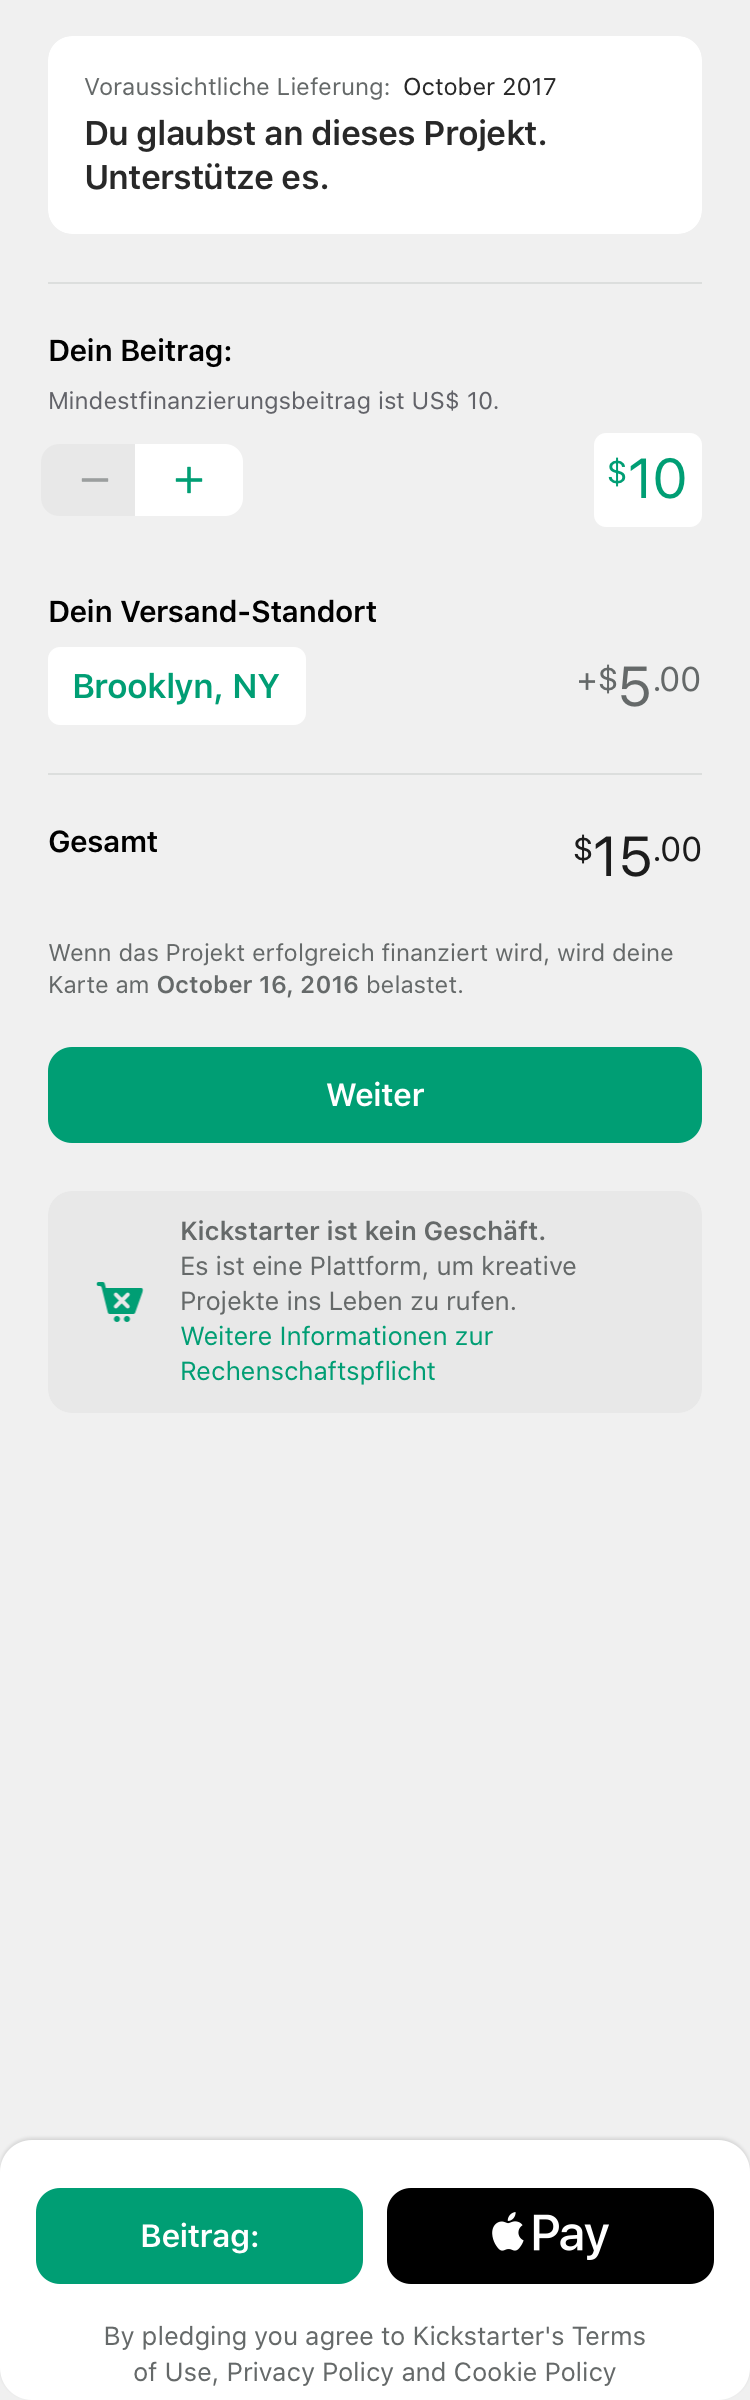 Voraussichtliche Lieferung: October 2017
Du glaubst an dieses Projekt.
Unterstütze es.
Dein Beitrag:
Mindestfinanzierungsbeitrag ist US$ 10.
− +
$10
Dein Versand-Standort
Brooklyn, NY
+$5.00
Gesamt
$15.00
Wenn das Projekt erfolgreich finanziert wird, wird deine
Karte am October 16, 2016 belastet.
Weiter
Kickstarter ist kein Geschäft.
Es ist eine Plattform, um kreative
Projekte ins Leben zu rufen.
Weitere Informationen zur
Rechenschaftspflicht
Beitrag:
Pay
By pledging you agree to Kickstarter's Terms
of Use, Privacy Policy and Cookie Policy